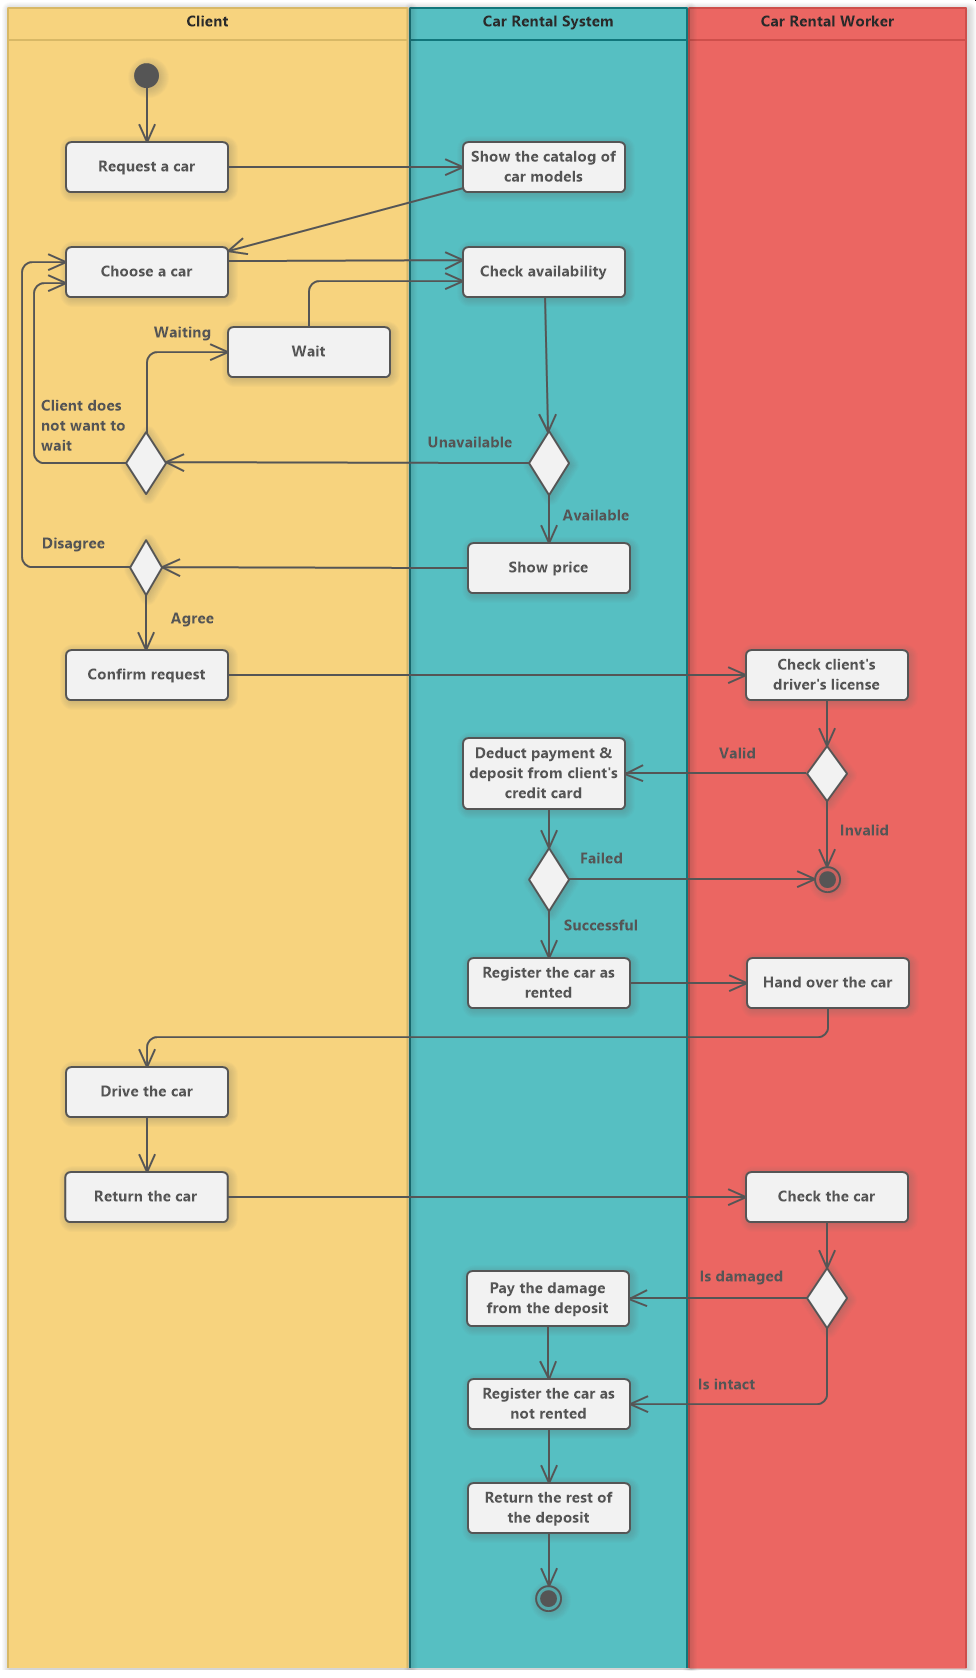 Client
Car Rental System
Car Rental Worker
Request a car
Show the catalog of
car models
Choose a car
Check availability
Waiting
Wait
Client does
not want to
wait
Unavailable
Available
Disagree
Show price
Agree
Confirm request
Check client's
driver's license
Deduct payment &
deposit from client's
credit card
Valid
Invalid
Failed
Successful
Register the car as
rented
Hand over the car
Drive the car
Return the car
Check the car
Is damaged
Pay the damage
from the deposit
Is intact
Register the car as
not rented
Return the rest of
the deposit